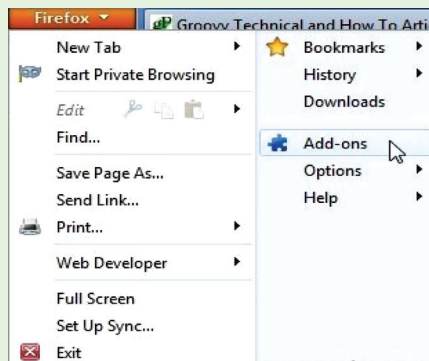 Firefox
gP Groovy Technical and How To Arti
New Tab
Start Private Browsing
Edit
Find...
Save Page As...
Send Link...
Print...
Web Developer
Full Screen
Set Up Sync...
Exit
Bookmarks
History
Downloads
Add-ons
Options
Help